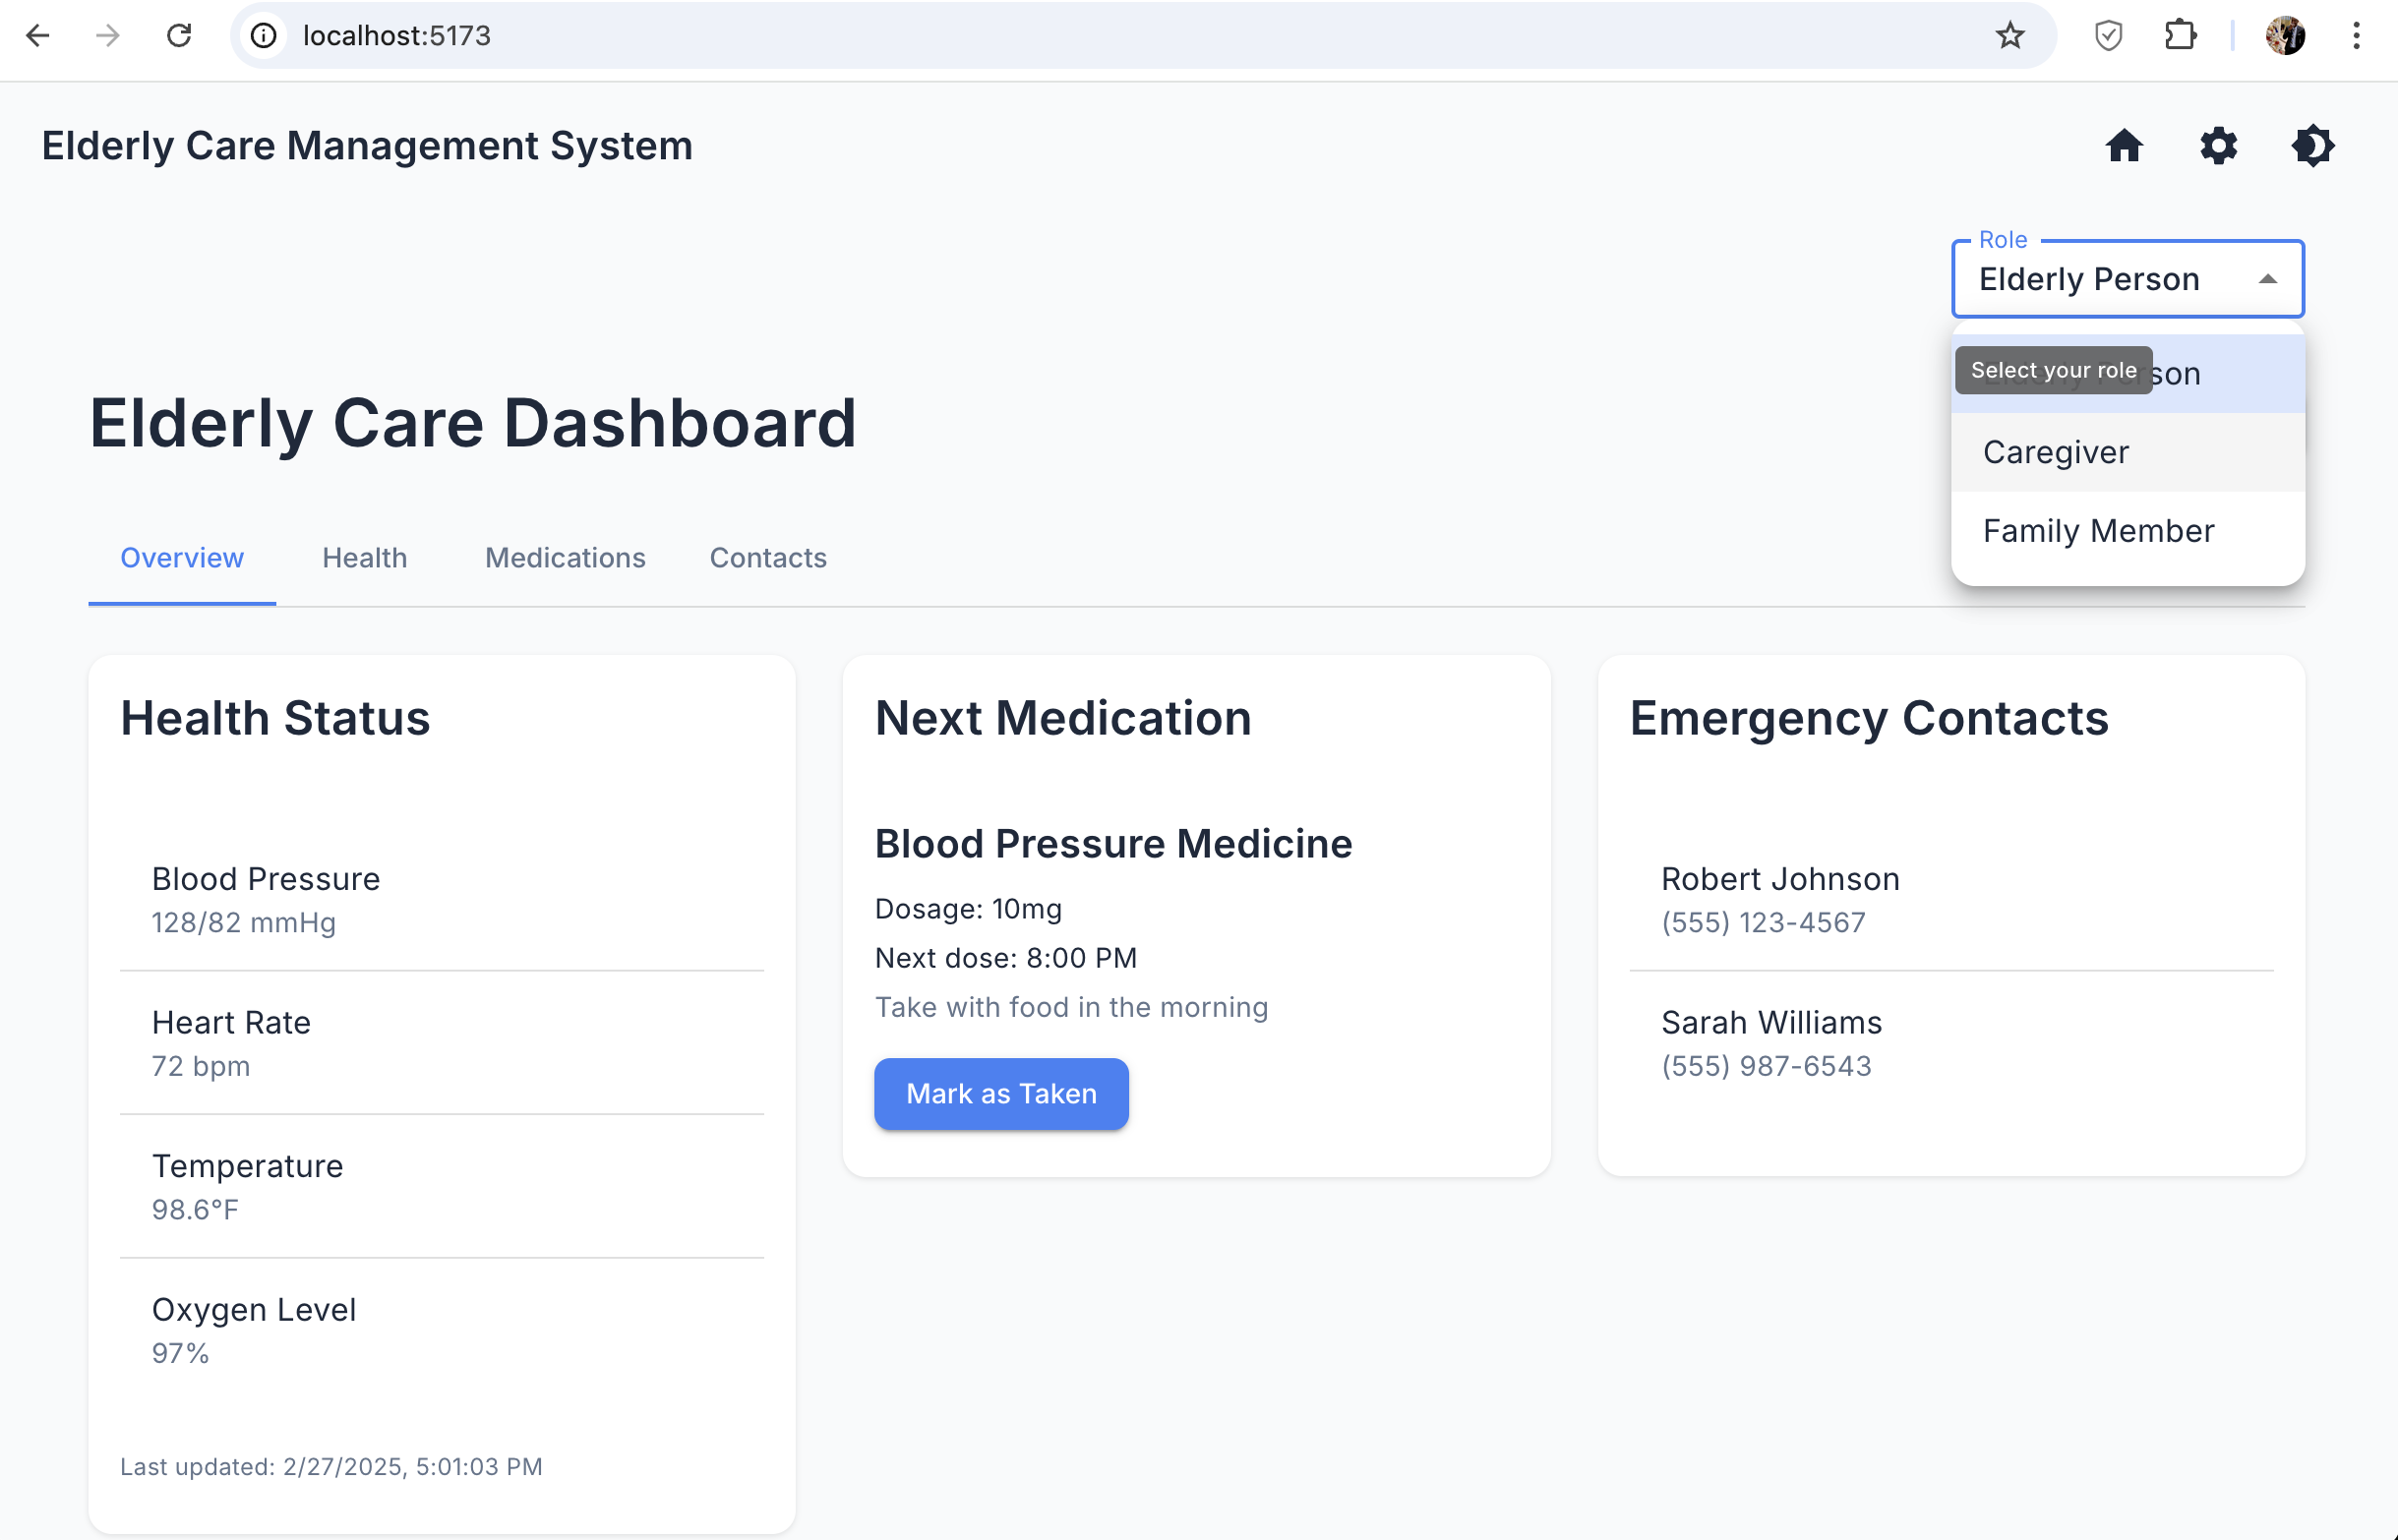 localhost:5173
Elderly Care Management System
Role
Elderly Person
Select your role
Elderly Person
Caregiver
Family Member
Elderly Care Dashboard
Overview Health Medications Contacts
Health Status
Blood Pressure
128/82 mmHg
Heart Rate
72 bpm
Temperature
98.6°F
Oxygen Level
97%
Last updated: 2/27/2025, 5:01:03 PM
Next Medication
Blood Pressure Medicine
Dosage: 10mg
Next dose: 8:00 PM
Take with food in the morning
Mark as Taken
Emergency Contacts
Robert Johnson
(555) 123-4567
Sarah Williams
(555) 987-6543